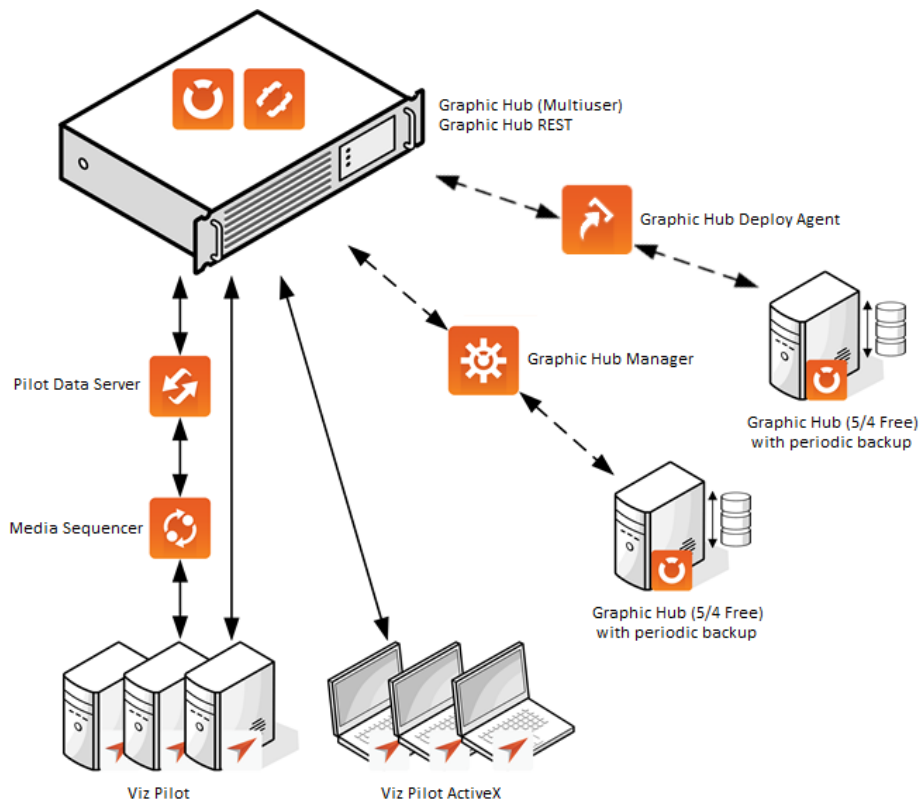 Graphic Hub (Multiuser)
Graphic Hub REST
Graphic Hub Deploy Agent
Graphic Hub Manager
Pilot Data Server
Graphic Hub (5/4 Free)
with periodic backup
Media Sequencer
Graphic Hub (5/4 Free)
with periodic backup
Viz Pilot
Viz Pilot ActiveX